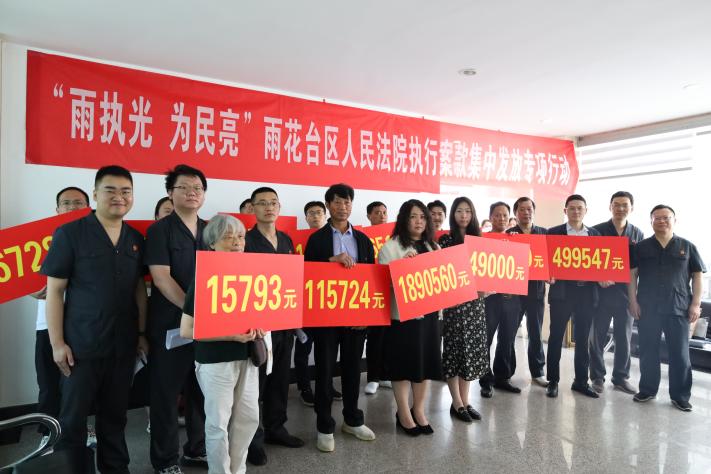 “雨执光 为民亮”雨花台区人民法院执行案款集中发放专项行动
15793元
115724元
1890560元
49000元
499547元